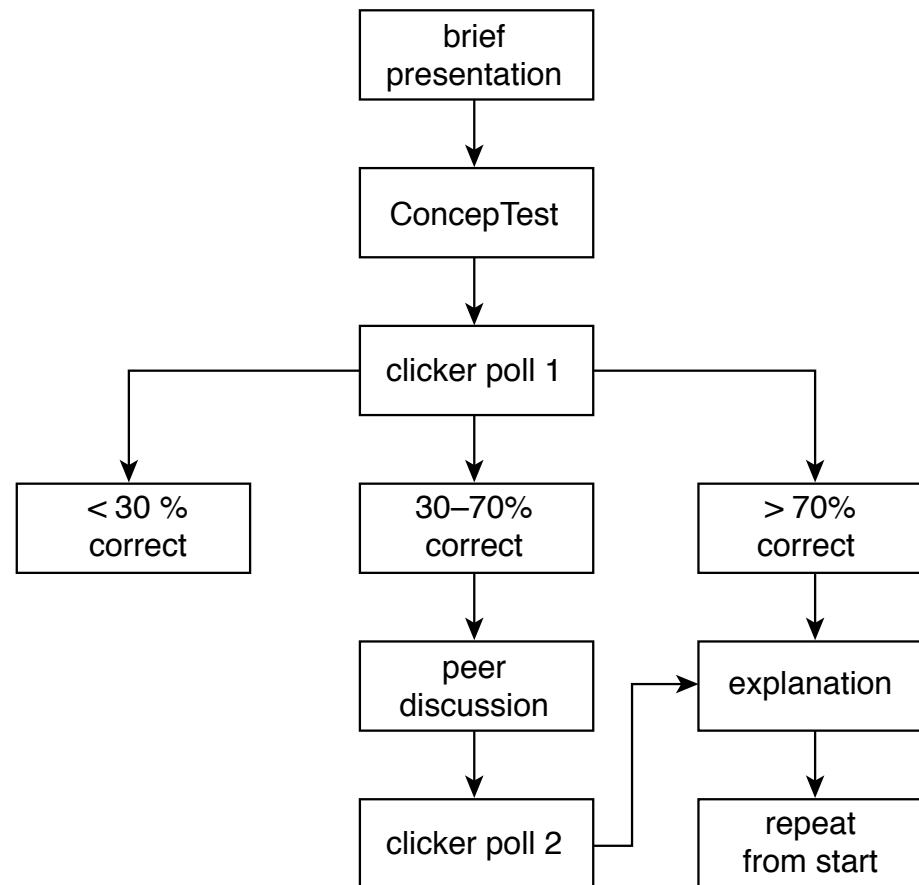 brief
presentation
ConcepTest
clicker poll 1
< 30 %
correct
30–70%
correct
> 70%
correct
peer
discussion
explanation
clicker poll 2
repeat
from start